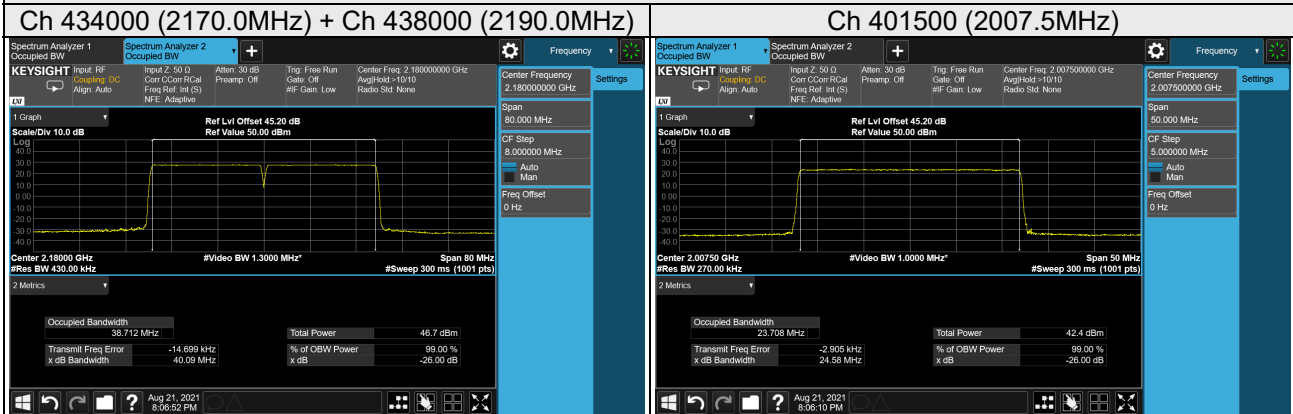 Ch 434000 (2170.0MHz) + Ch 438000 (2190.0MHz)
Spectrum Analyzer 1
Occupied BW
Spectrum Analyzer 2
Occupied BW
+
Frequency
KEYSIGHT
Input: RF
Coupling: DC
Align: Auto
Input Z: 50 Ω
Corr CCorr RCal
Freq Ref: Int (S)
NFE: Adaptive
Atten: 30 dB
Preamp: Off
Trig: Free Run
Gate: Off
#IF Gain: Low
Center Freq: 2.180000000 GHz
Avg|Hold:>10/10
Radio Std: None
LXI
Center Frequency
2.180000000 GHz
Settings
Span
80.000 MHz
CF Step
8.000000 MHz
Auto
Man
Freq Offset
0 Hz
1 Graph
Scale/Div 10.0 dB
Ref Lvl Offset 45.20 dB
Ref Value 50.00 dBm
Log
40.0
30.0
20.0
10.0
0.00
-10.0
-20.0
-30.0
-40.0
Center 2.18000 GHz
#Res BW 430.00 kHz
#Video BW 1.3000 MHz*
Span 80 MHz
#Sweep 300 ms (1001 pts)
2 Metrics
Occupied Bandwidth
38.712 MHz
Total Power 46.7 dBm
Transmit Freq Error -14.699 kHz
% of OBW Power 99.00 %
x dB Bandwidth 40.09 MHz
x dB -26.00 dB
?
Aug 21, 2021
8:06:52 PM
Ch 401500 (2007.5MHz)
Spectrum Analyzer 1
Occupied BW
Spectrum Analyzer 2
Occupied BW
+
Frequency
KEYSIGHT
Input: RF
Coupling: DC
Align: Auto
Input Z: 50 Ω
Corr CCorr RCal
Freq Ref: Int (S)
NFE: Adaptive
Atten: 30 dB
Preamp: Off
Trig: Free Run
Gate: Off
#IF Gain: Low
Center Freq: 2.007500000 GHz
Avg|Hold:>10/10
Radio Std: None
LXI
Center Frequency
2.007500000 GHz
Settings
Span
50.000 MHz
CF Step
5.000000 MHz
Auto
Man
Freq Offset
0 Hz
1 Graph
Scale/Div 10.0 dB
Ref Lvl Offset 45.20 dB
Ref Value 50.00 dBm
Log
40.0
30.0
20.0
10.0
0.00
-10.0
-20.0
-30.0
-40.0
Center 2.00750 GHz
#Res BW 270.00 kHz
#Video BW 1.0000 MHz*
Span 50 MHz
#Sweep 300 ms (1001 pts)
2 Metrics
Occupied Bandwidth
23.708 MHz
Total Power 42.4 dBm
Transmit Freq Error -2.905 kHz
% of OBW Power 99.00 %
x dB Bandwidth 24.58 MHz
x dB -26.00 dB
?
Aug 21, 2021
8:06:10 PM